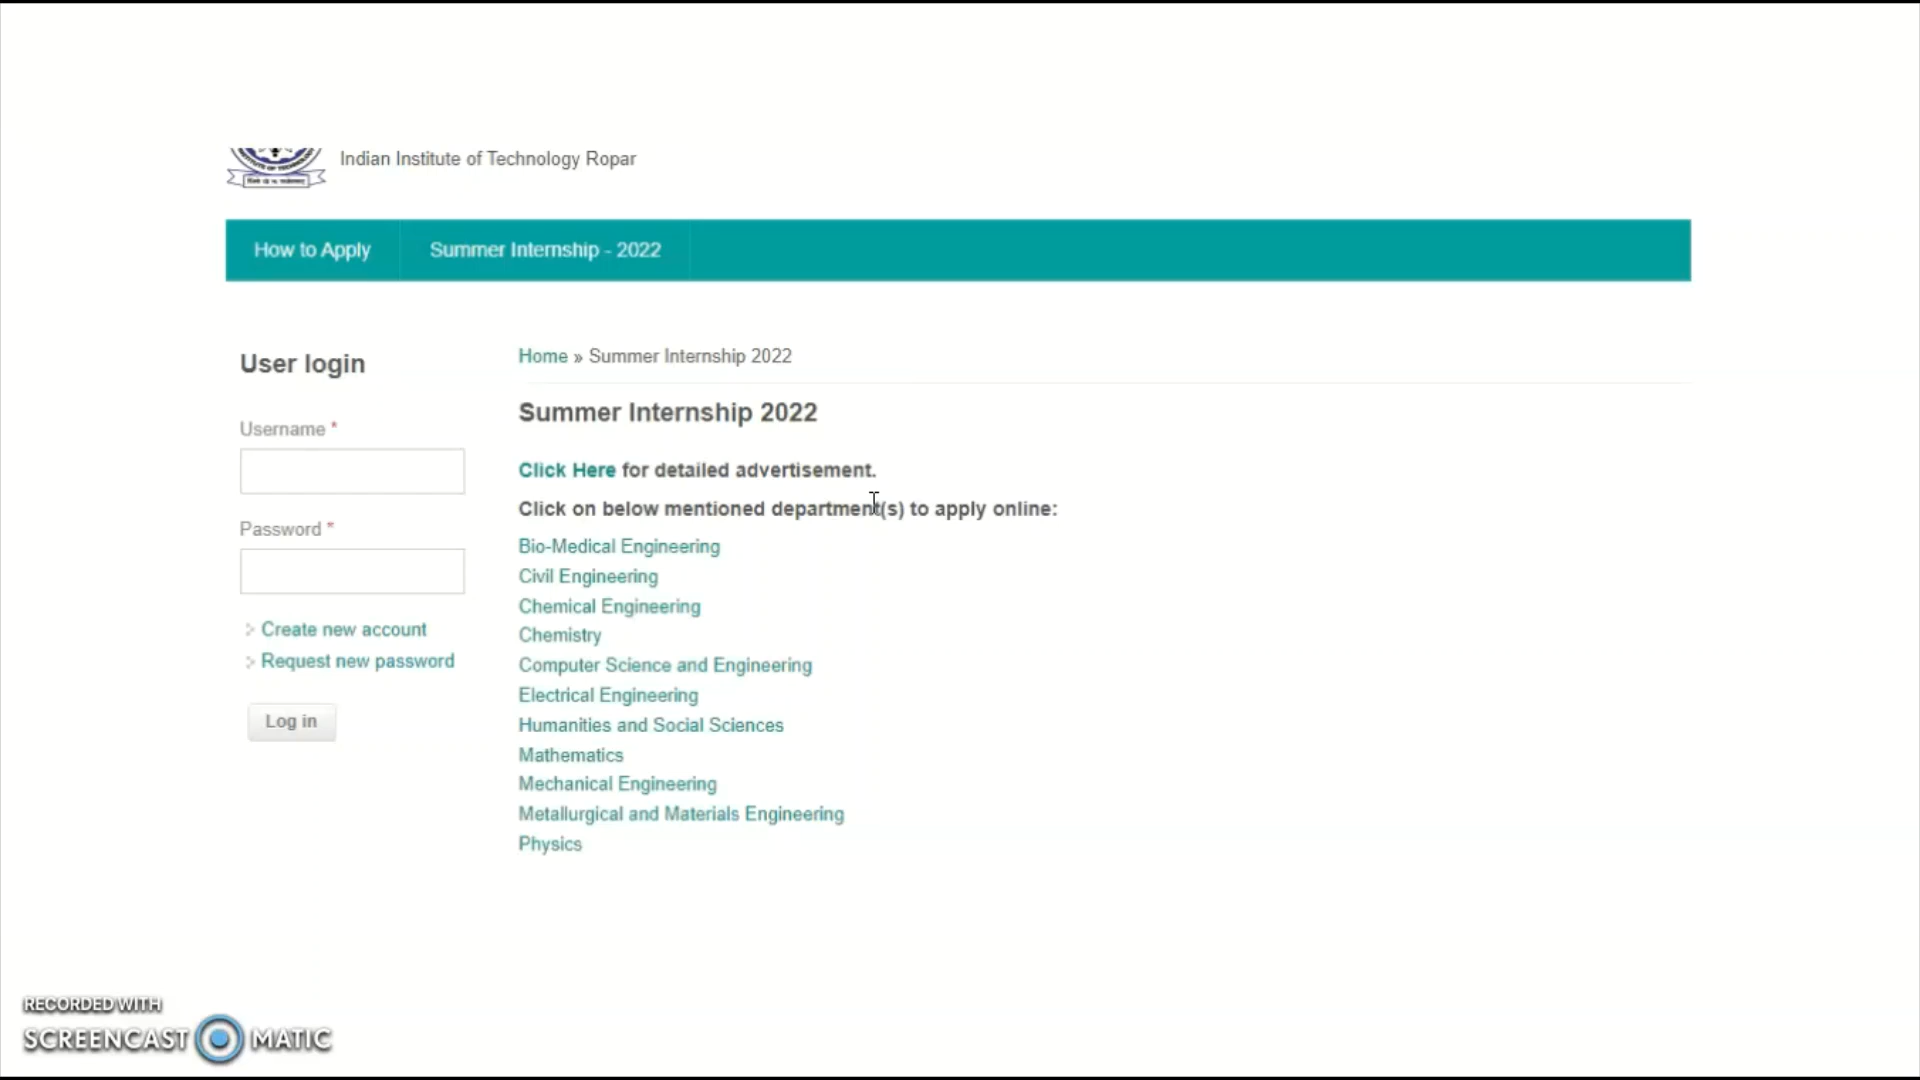 Indian Institute of Technology Ropar
How to Apply
Summer Internship - 2022
User login
Username *
Password *
Create new account
Request new password
Log in
Home » Summer Internship 2022
Summer Internship 2022
Click Here for detailed advertisement.
Click on below mentioned department(s) to apply online:
Bio-Medical Engineering
Civil Engineering
Chemical Engineering
Chemistry
Computer Science and Engineering
Electrical Engineering
Humanities and Social Sciences
Mathematics
Mechanical Engineering
Metallurgical and Materials Engineering
Physics
RECORDED WITH
SCREENCAST MATIC